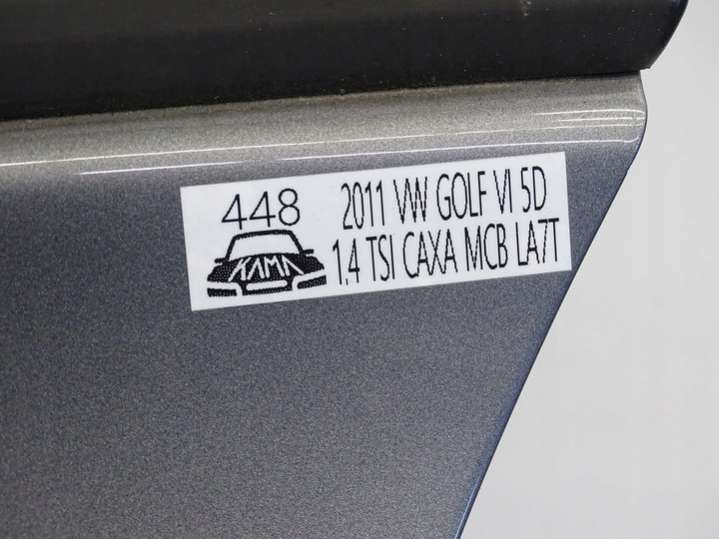 448
KAMA
2011 VW GOLF VI 5D
1.4 TSI CAXA MCB LA7T